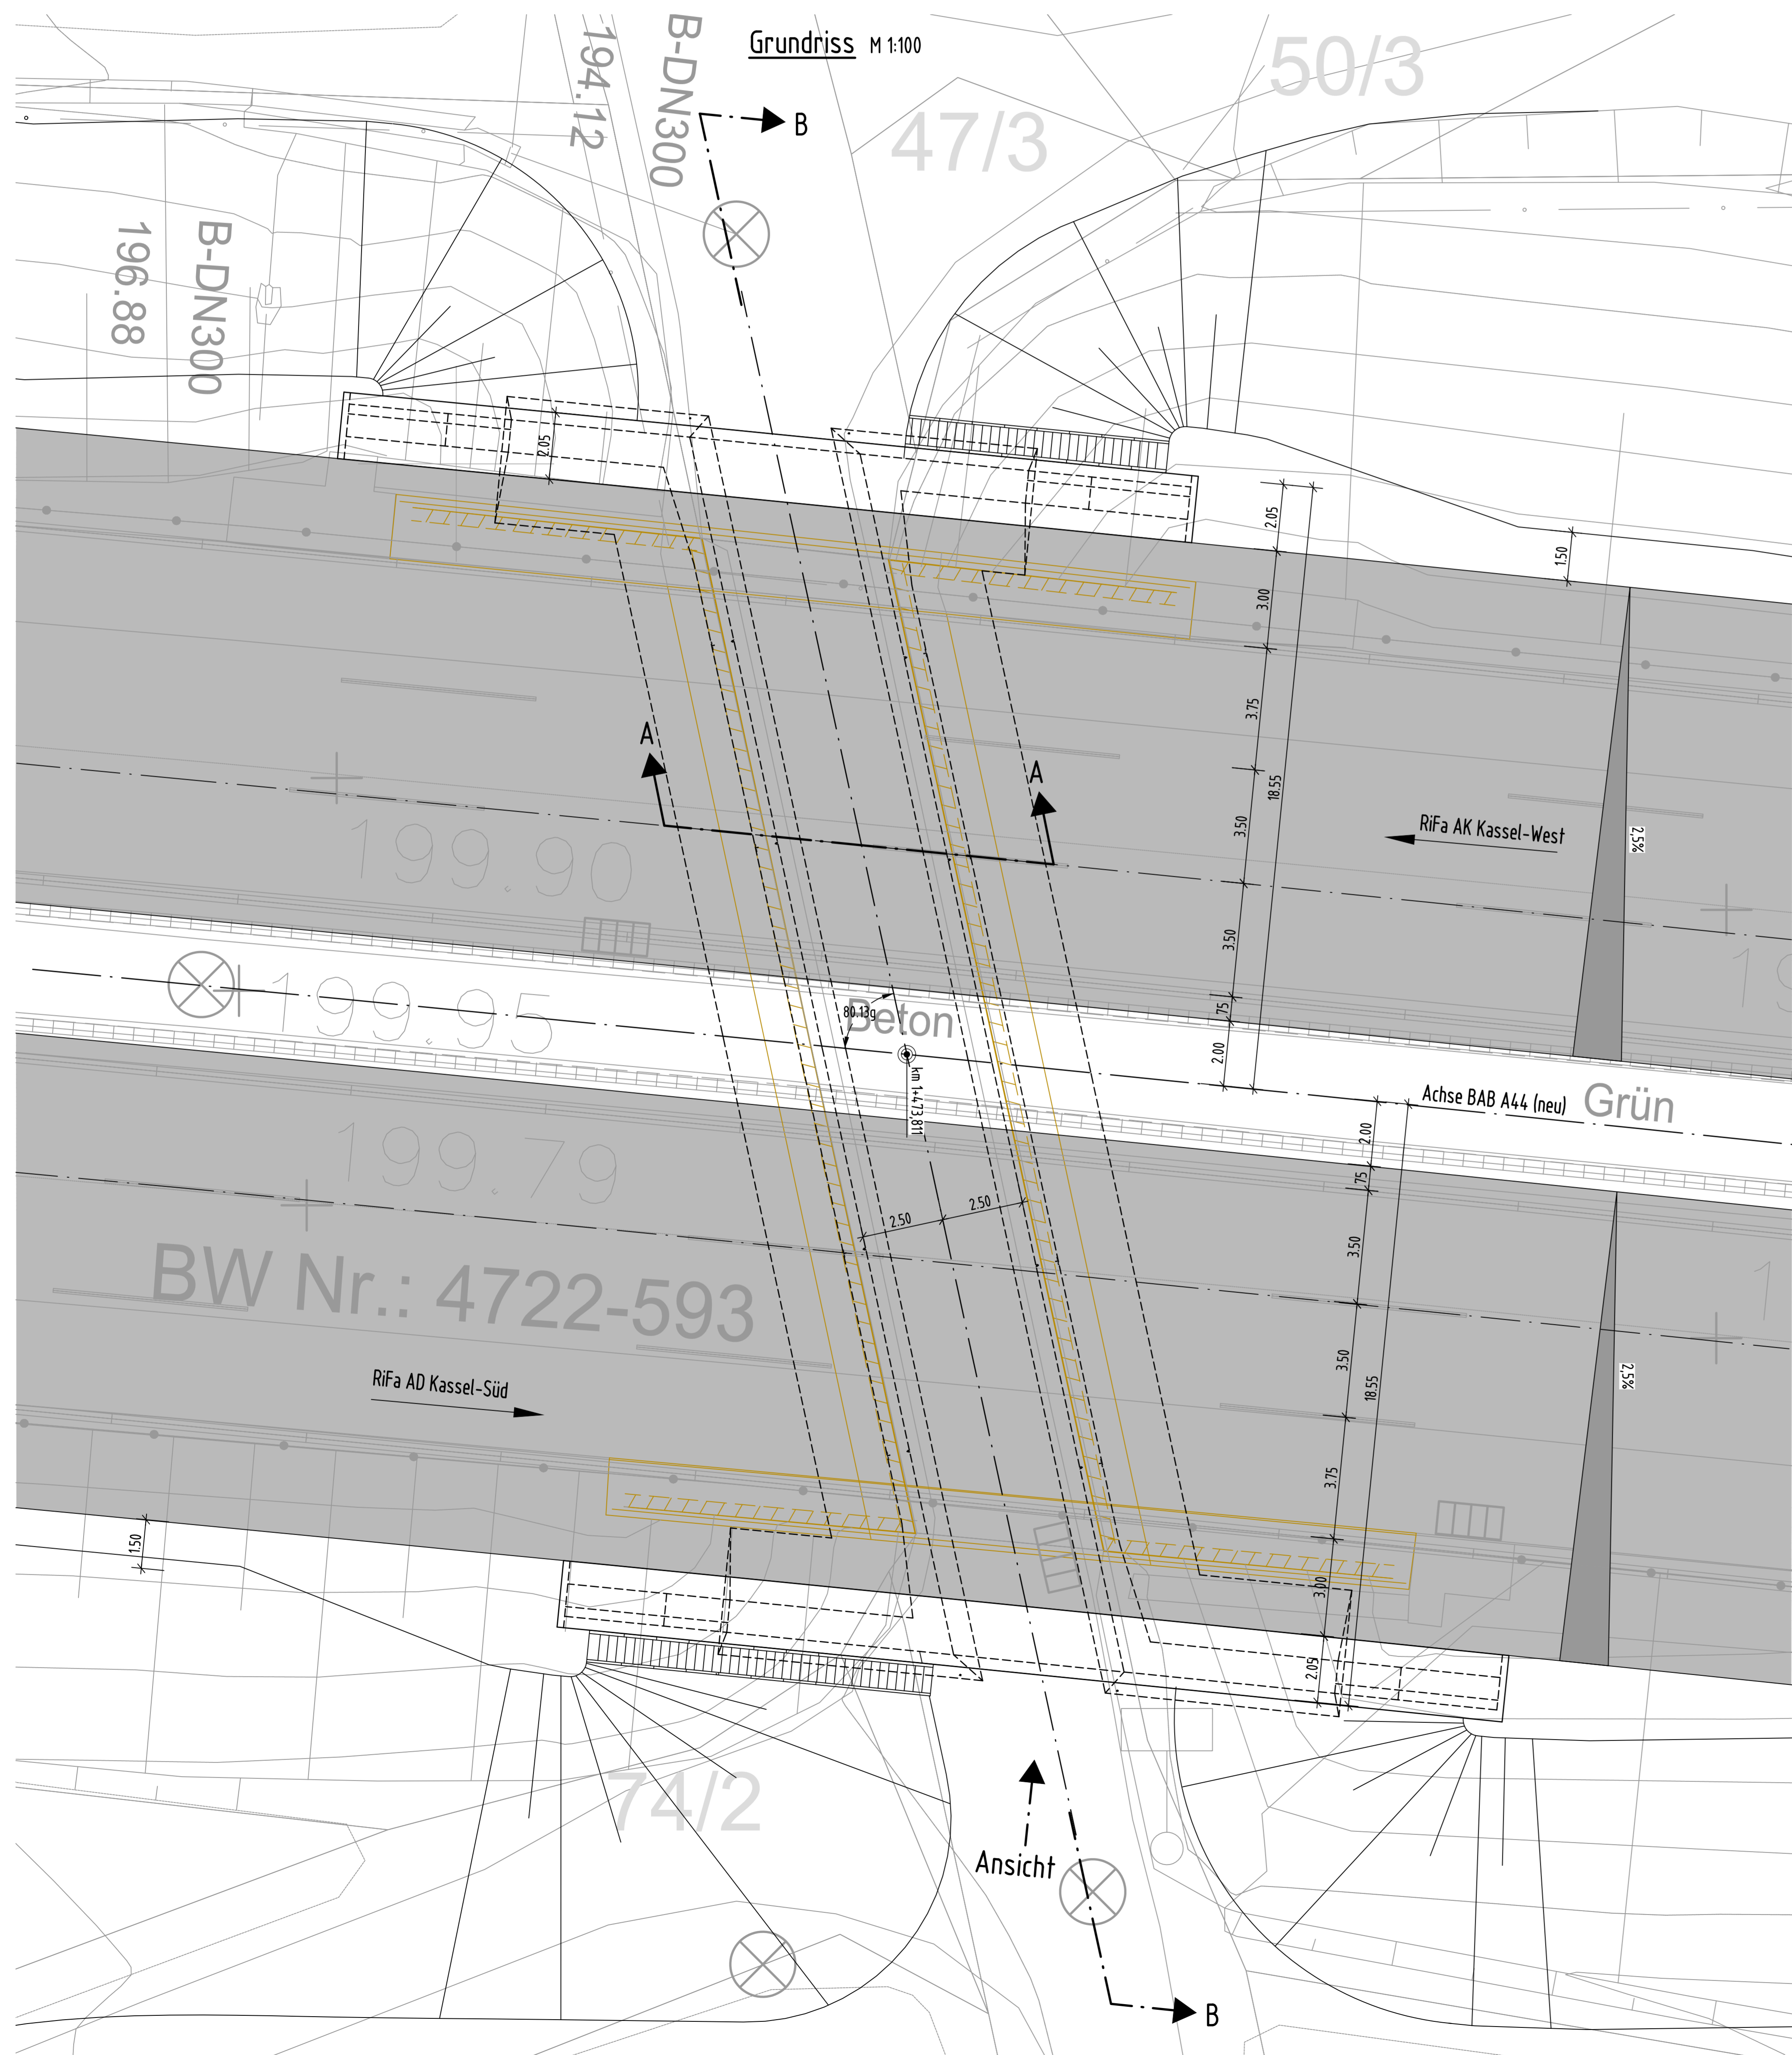 Grundriss M 1:100
B-DN300
194.12
50/3
47/3
B
B-DN300
196.88
2.05
2.05
1.50
3.00
3.75
A
A
18.55
3.50
RiFa AK Kassel-West
2,5%
199.90
3.50
199.95
75
80.13g
Beton
2.00
km 1+473,811
Achse BAB A44 (neu)
Grün
2.00
199.79
75
2.50
2.50
3.50
BW Nr.: 4722-593
3.50
2,5%
RiFa AD Kassel-Süd
18.55
3.75
1.50
3.00
2.05
74/2
Ansicht
B